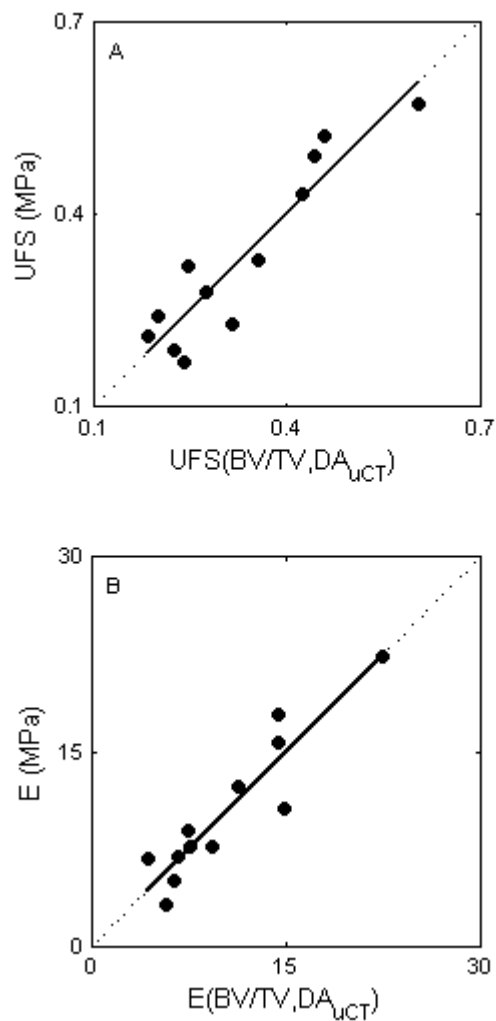 0.7
A
UFS (MPa)
0.4
0.1
0.1 0.4 0.7
UFS(BV/TV,DAuCT)
30
B
E (MPa)
15
0
0 15 30
E(BV/TV,DAuCT)